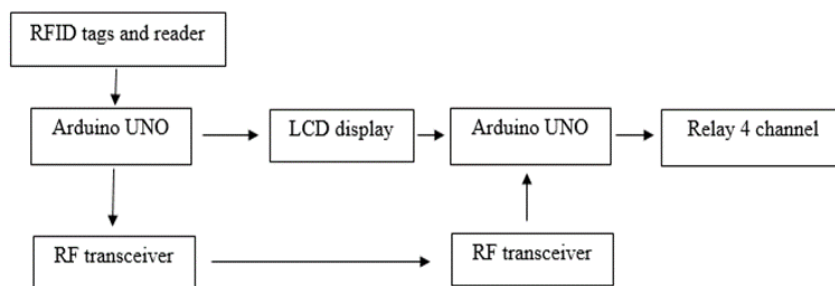 RFID tags and reader
Arduino UNO
LCD display
Arduino UNO
Relay 4 channel
RF transceiver
RF transceiver